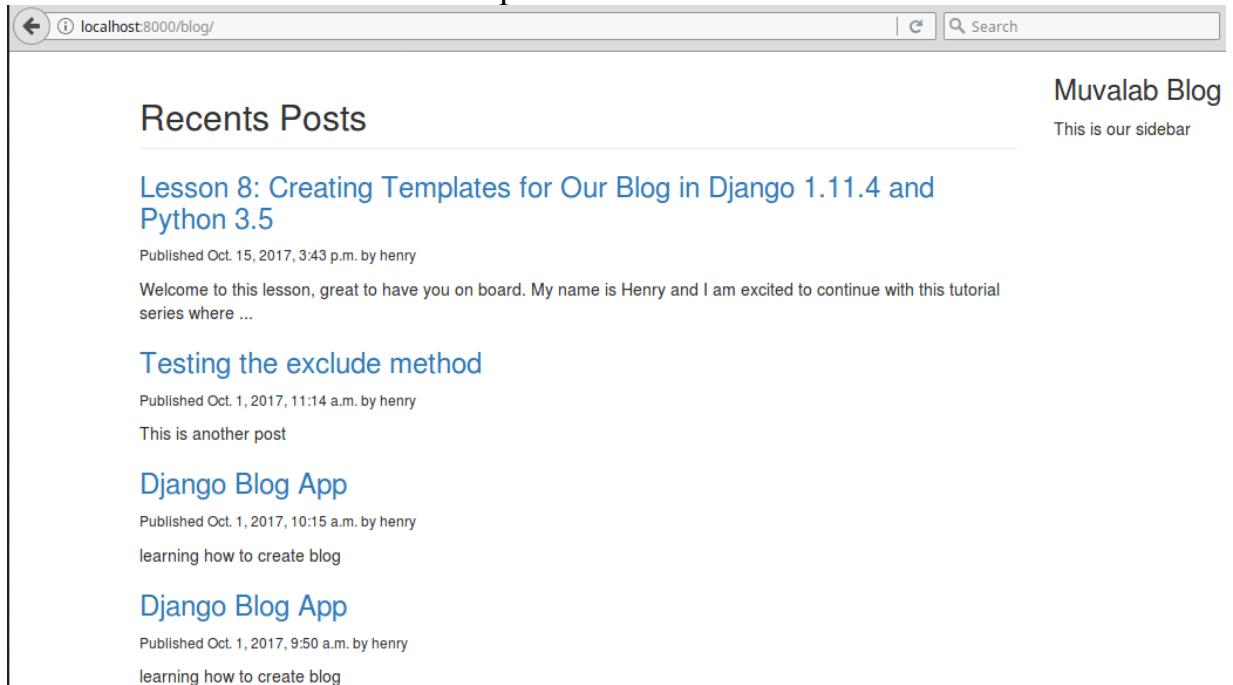 localhost:8000/blog/
Search
Recents Posts
Lesson 8: Creating Templates for Our Blog in Django 1.11.4 and
Python 3.5
Published Oct. 15, 2017, 3:43 p.m. by henry
Welcome to this lesson, great to have you on board. My name is Henry and I am excited to continue with this tutorial
series where ...
Testing the exclude method
Published Oct. 1, 2017, 11:14 a.m. by henry
This is another post
Django Blog App
Published Oct. 1, 2017, 10:15 a.m. by henry
learning how to create blog
Django Blog App
Published Oct. 1, 2017, 9:50 a.m. by henry
learning how to create blog
Muvalab Blog
This is our sidebar